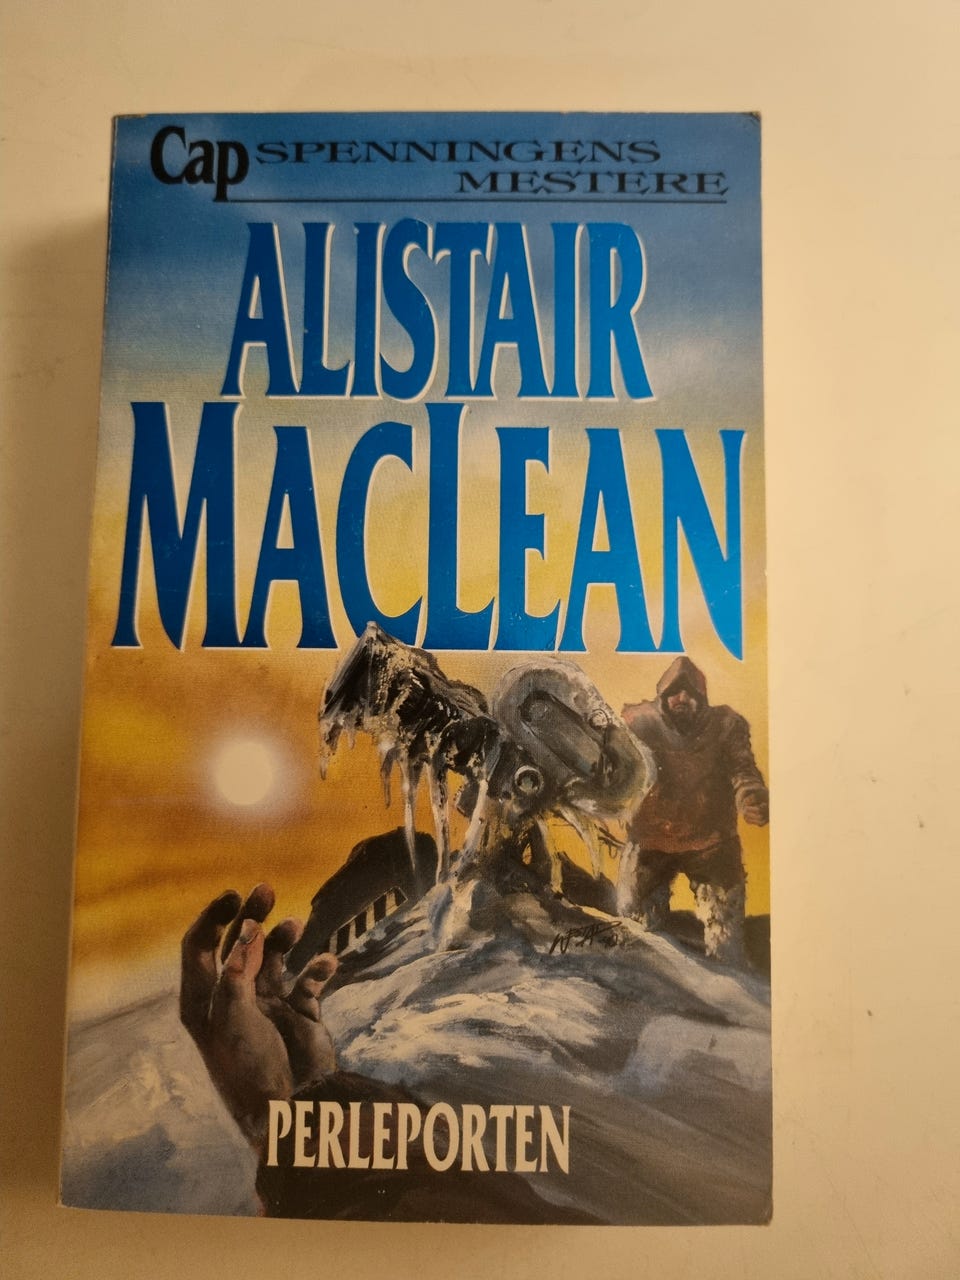 Cap SPENNINGENS
MESTERE
ALISTAIR
MACLEAN
PERLEPORTEN